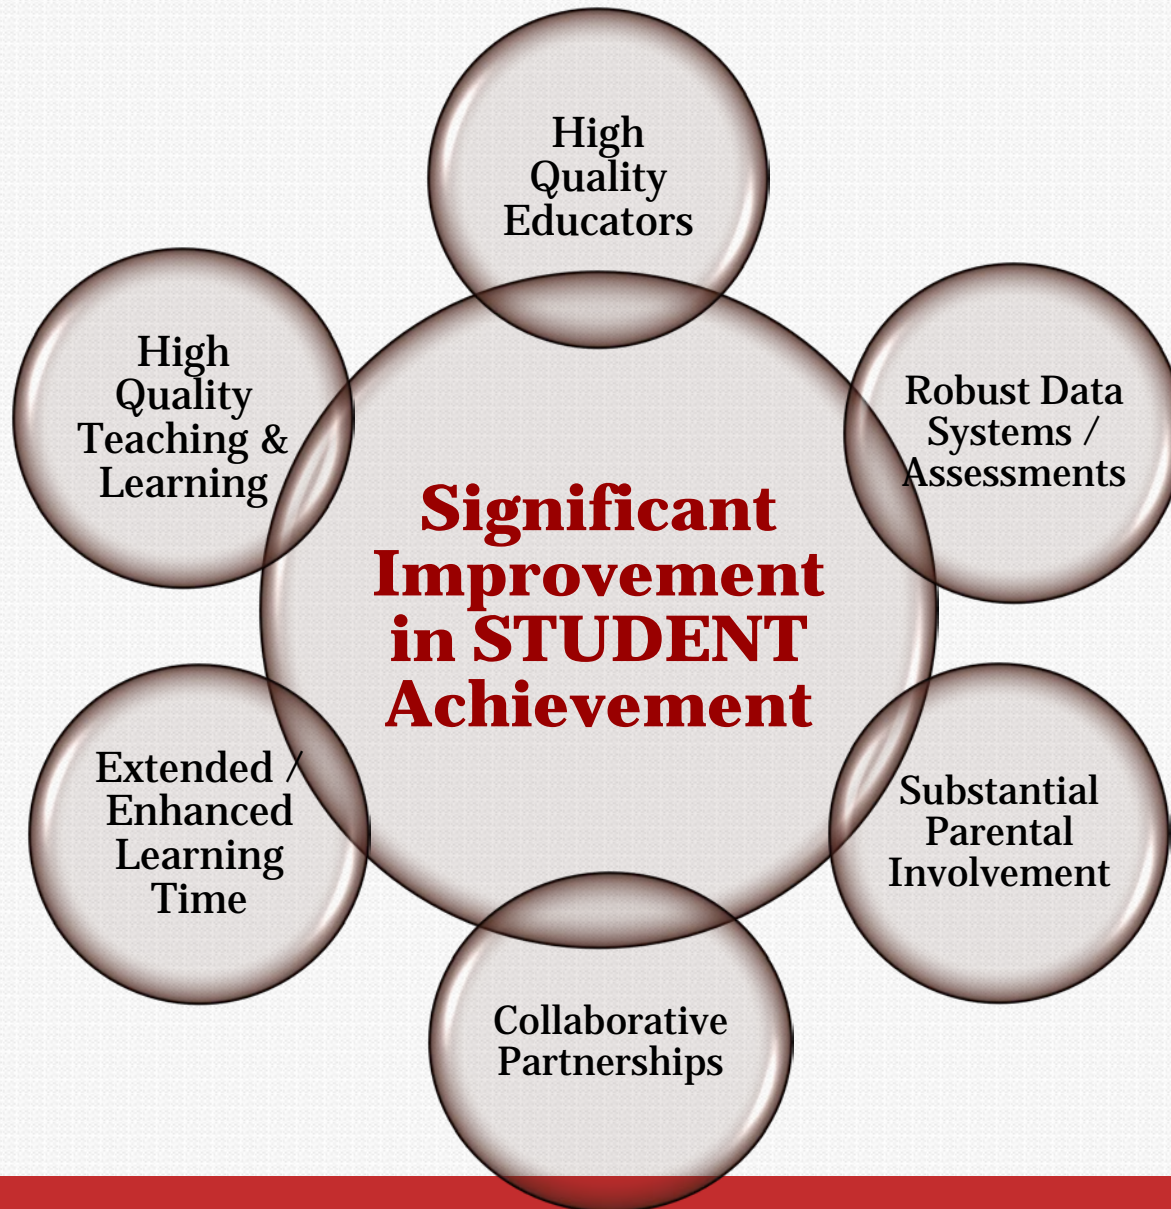 High
Quality
Educators
Robust Data
Systems /
Assessments
Substantial
Parental
Involvement
Collaborative
Partnerships
Extended /
Enhanced
Learning
Time
High
Quality
Teaching &
Learning
Significant
Improvement
in STUDENT
Achievement